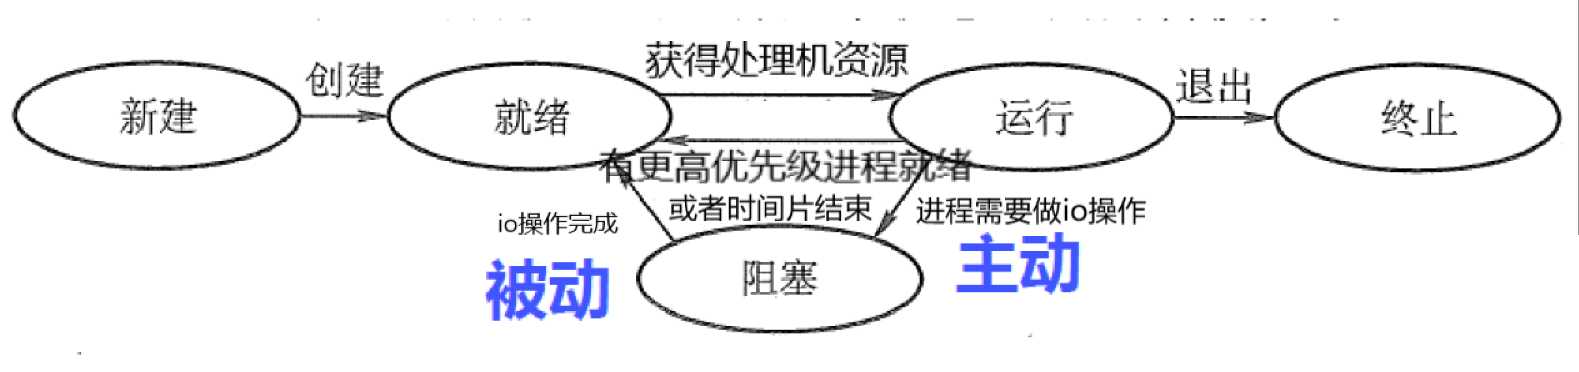 获得处理机资源
创建
退出
新建
就绪
运行
终止
有更高优先级进程就绪
或者时间片结束
io操作完成
进程需要做io操作
被动
阻塞
主动